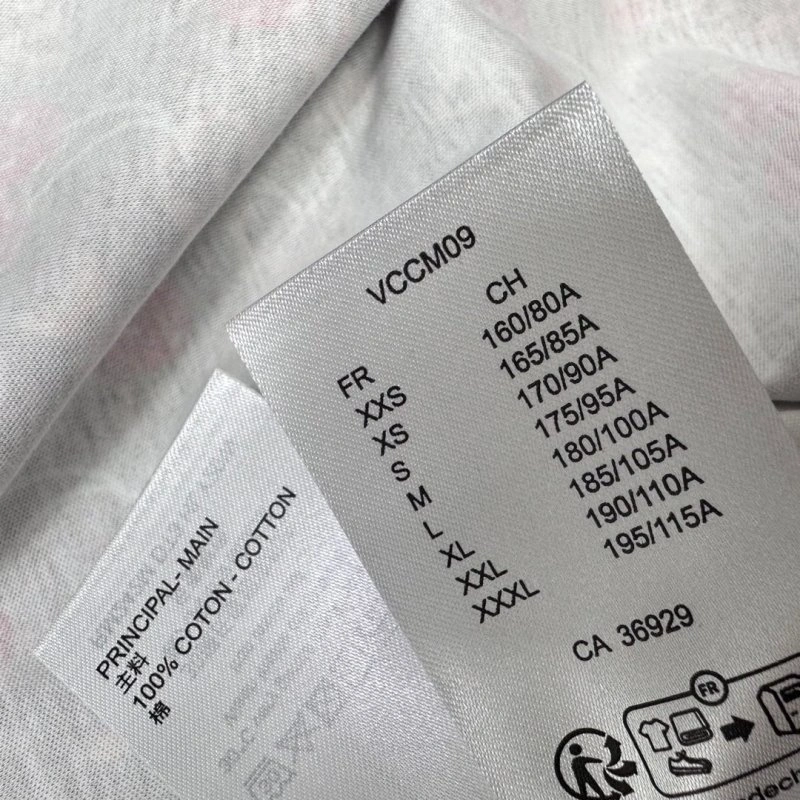 VCCM09
FR CH
XXS 160/80A
XS 165/85A
S 170/90A
M 175/95A
L 180/100A
XL 185/105A
XXL 190/110A
XXXL 195/115A
CA 36929
FR
PRINCIPAL- MAIN
主料
100% COTON - COTTON
棉